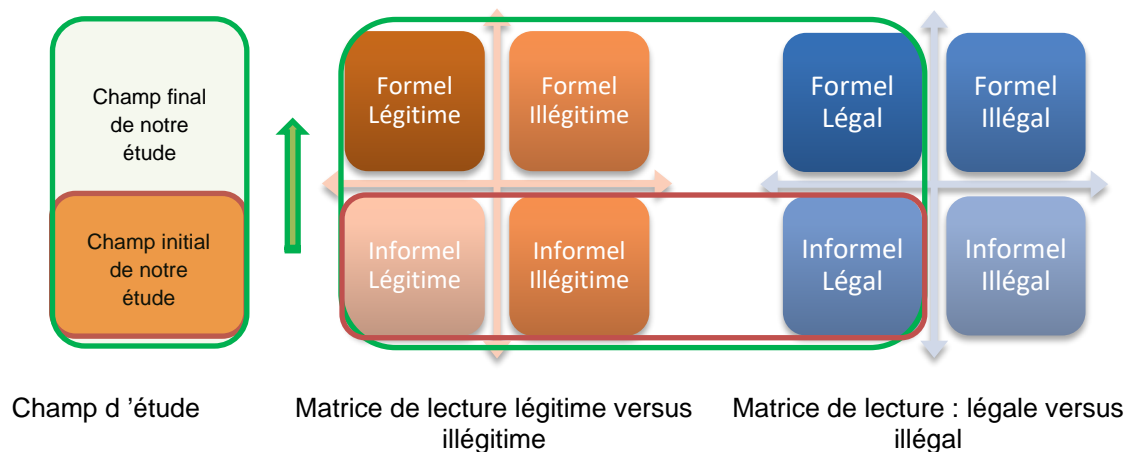 Champ final
de notre
étude
Champ initial
de notre
étude
Formel
Légitime
Formel
Illégitime
Informel
Légitime
Informel
Illégitime
Formel
Légal
Formel
Illégal
Informel
Légal
Informel
Illégal
Champ d ’étude
Matrice de lecture légitime versus
illégitime
Matrice de lecture : légale versus
illégal